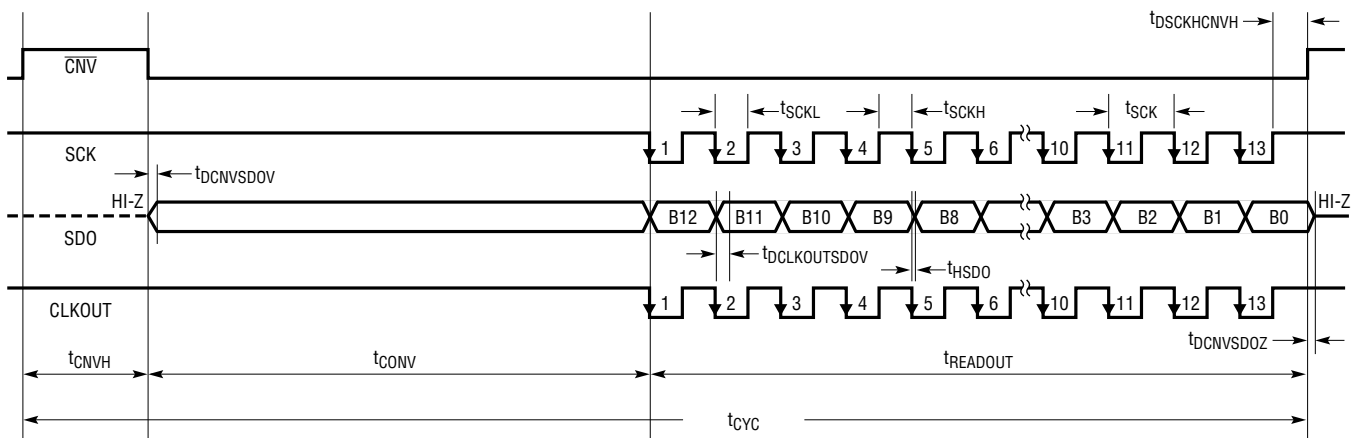 tDSCKHCNVH
CNV
tSCKL tSCKH tSCK
1 2 3 4 5 6 10 11 12 13
SCK
tDCNVSDOV
HI-Z HI-Z
B12 B11 B10 B9 B8 B3 B2 B1 B0
SDO
tDCLKOUTSDOV tHSDO
1 2 3 4 5 6 10 11 12 13
CLKOUT
tDCNVSDOZ
tCNVH tCONV tREADOUT
tCYC